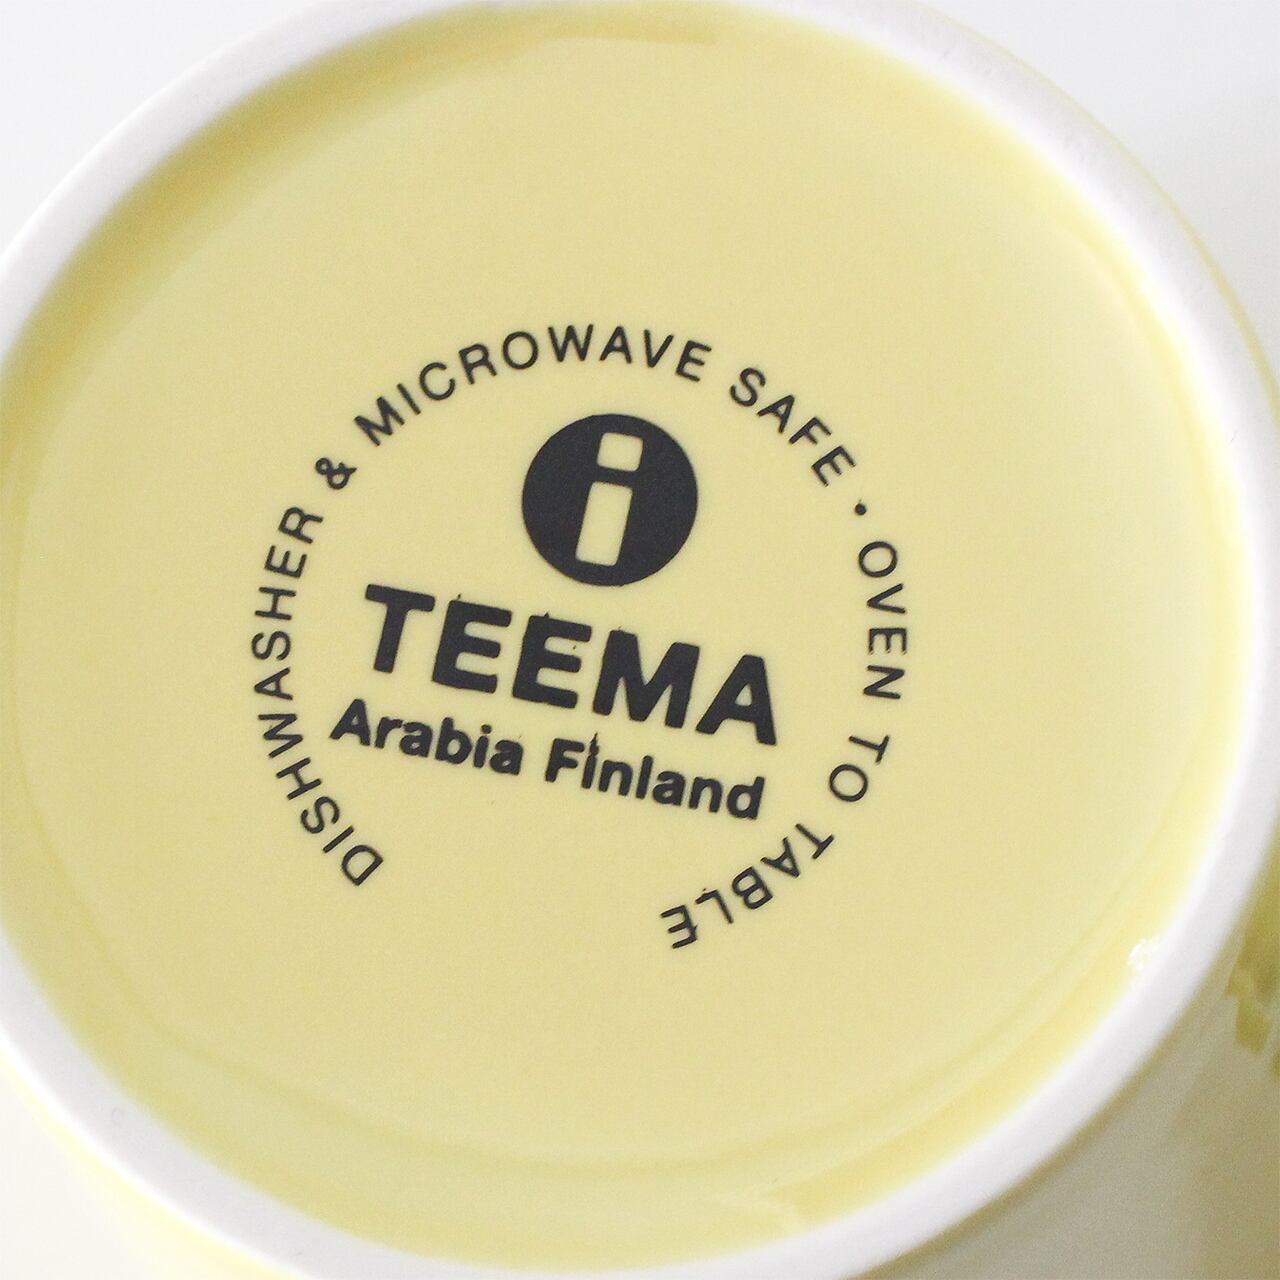 DISHWASHER & MICROWAVE SAFE · OVEN TO TABLE
i
TEEMA
Arabia Finland